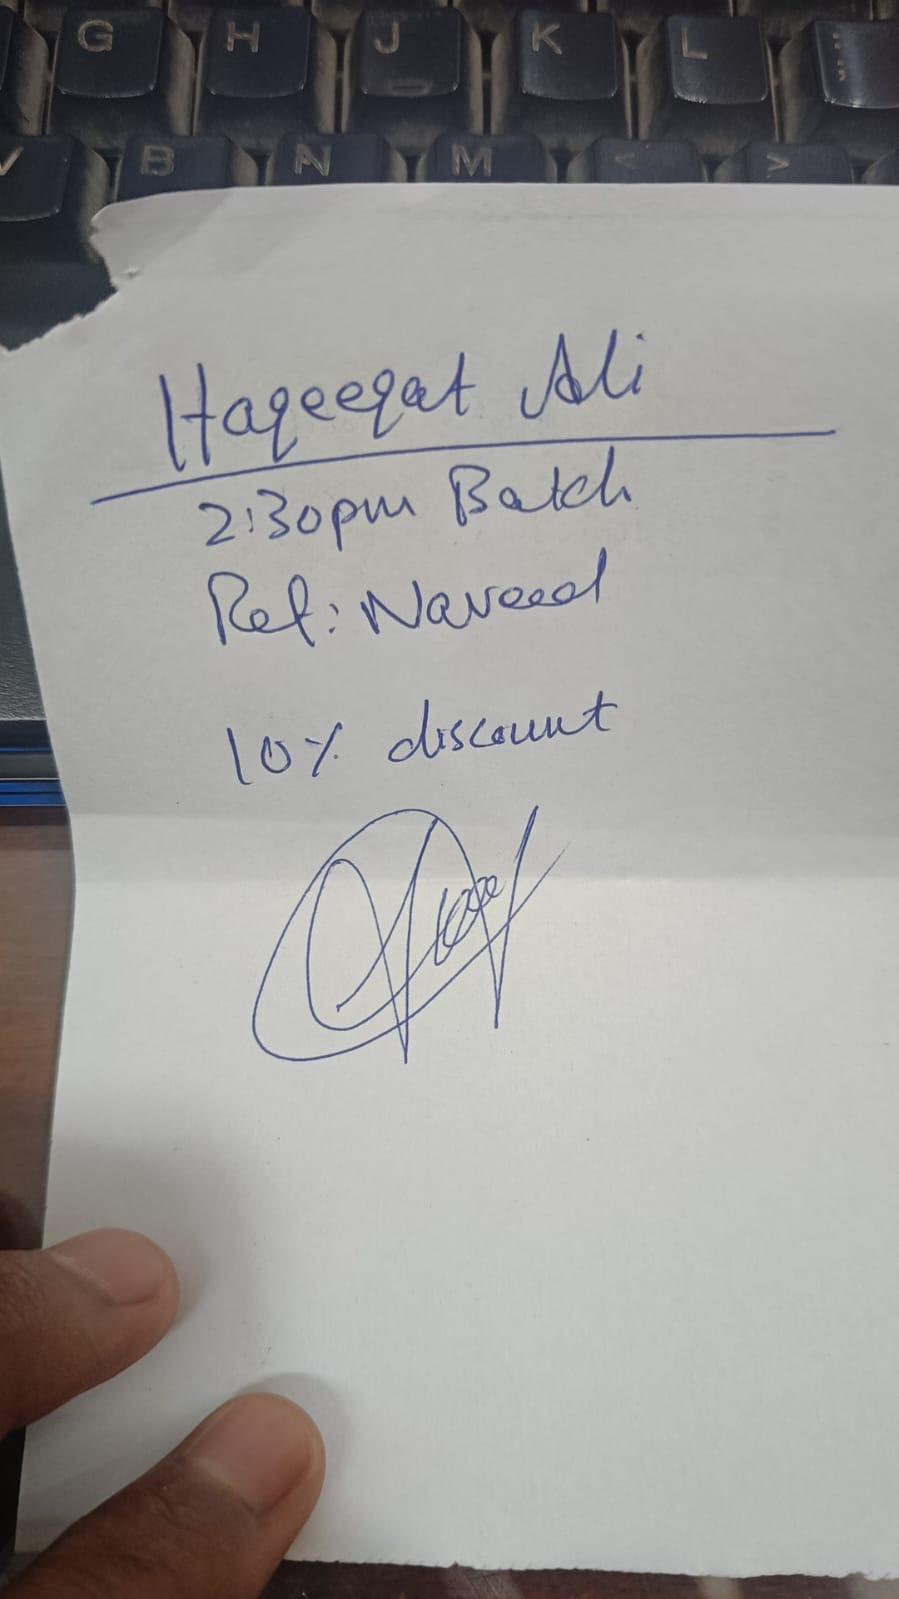 G H J K L ;
V B N M < >
Haqeeqat Ali
2:30pm Batch
Ref: Naveed
10% discount